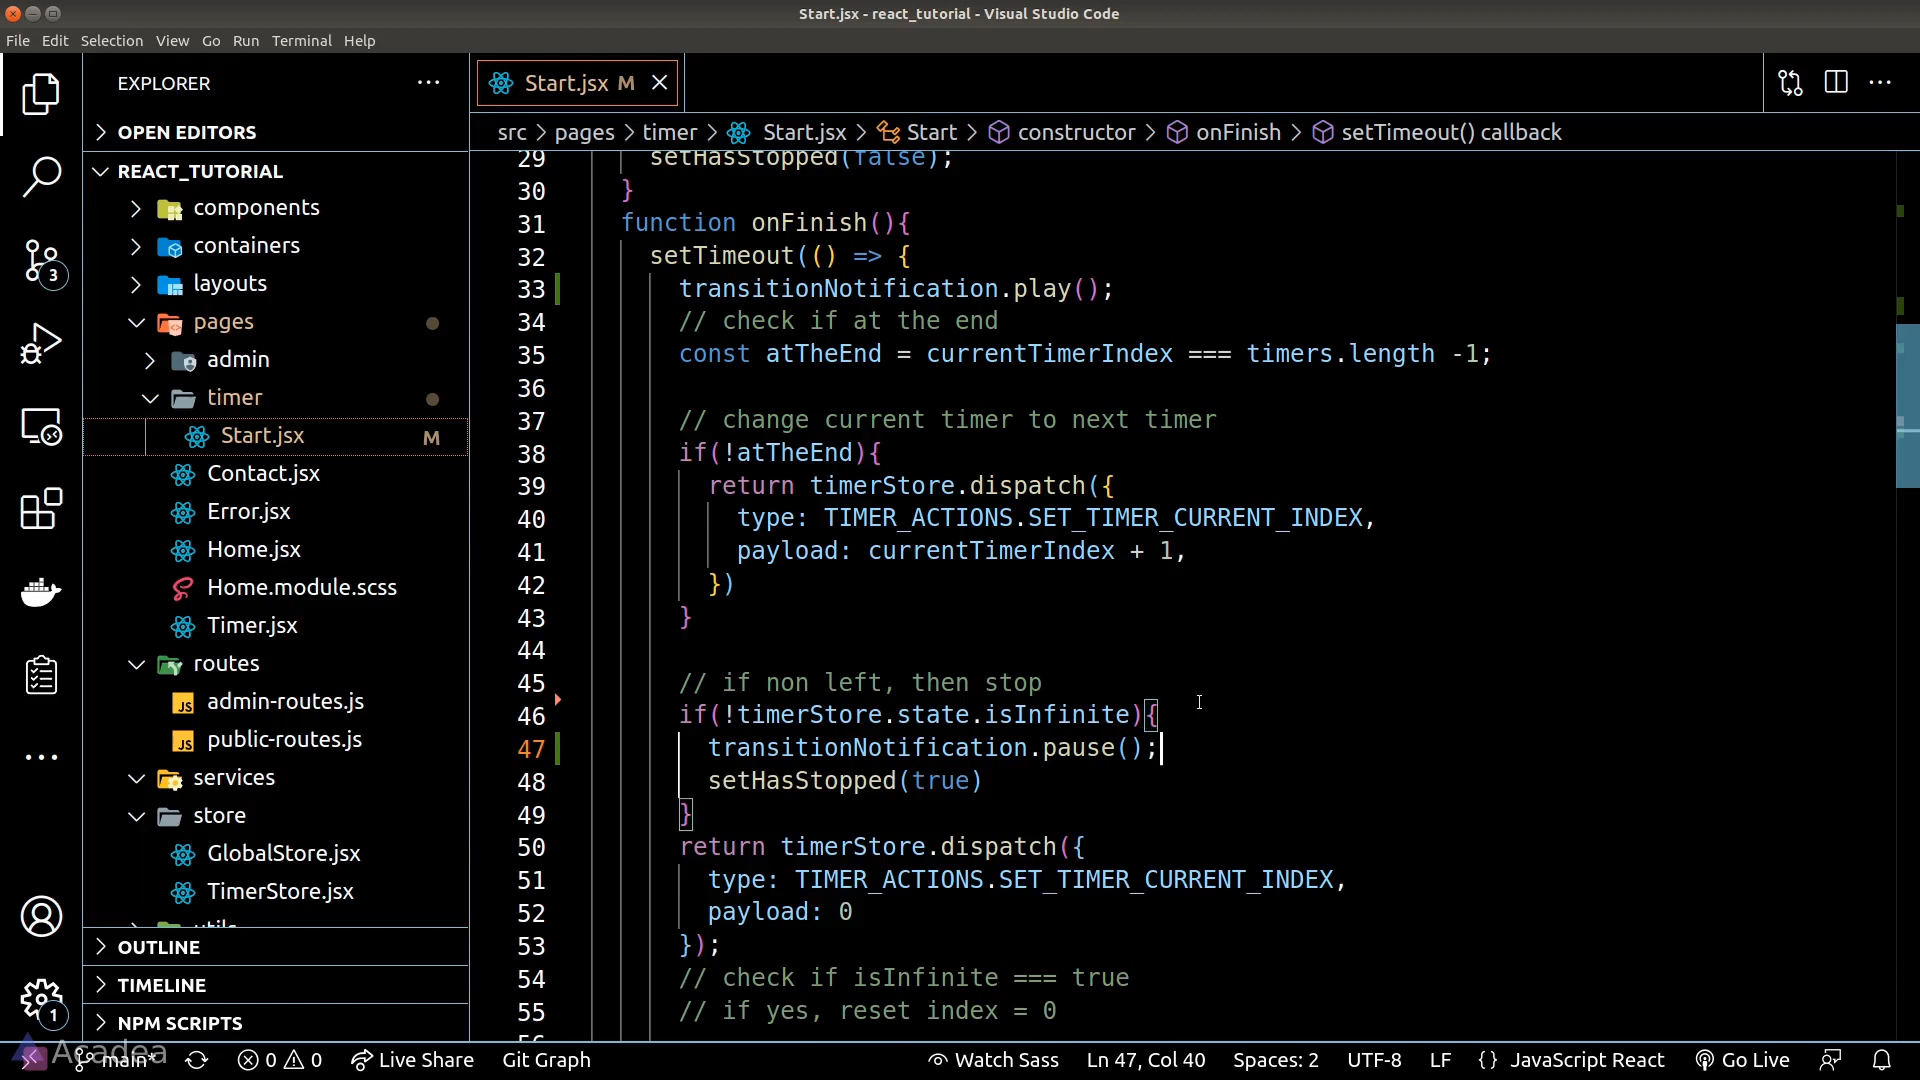 Start.jsx - react_tutorial - Visual Studio Code
File Edit Selection View Go Run Terminal Help
EXPLORER
OPEN EDITORS
REACT_TUTORIAL
components
containers
layouts
pages
admin
timer
Start.jsx M
Contact.jsx
Error.jsx
Home.jsx
Home.module.scss
Timer.jsx
routes
admin-routes.js
public-routes.js
services
store
GlobalStore.jsx
TimerStore.jsx
utils
OUTLINE
TIMELINE
NPM SCRIPTS
3
1
Start.jsx M
src > pages > timer > Start.jsx > Start > constructor > onFinish > setTimeout() callback
29 setHasStopped(false);
30 }
31 function onFinish(){
32 setTimeout(() => {
33 transitionNotification.play();
34 // check if at the end
35 const atTheEnd = currentTimerIndex === timers.length -1;
36
37 // change current timer to next timer
38 if(!atTheEnd){
39 return timerStore.dispatch({
40 type: TIMER_ACTIONS.SET_TIMER_CURRENT_INDEX,
41 payload: currentTimerIndex + 1,
42 })
43 }
44
45 // if non left, then stop
46 if(!timerStore.state.isInfinite){
47 transitionNotification.pause();
48 setHasStopped(true)
49 }
50 return timerStore.dispatch({
51 type: TIMER_ACTIONS.SET_TIMER_CURRENT_INDEX,
52 payload: 0
53 });
54 // check if isInfinite === true
55 // if yes, reset index = 0
56
Acadea
main* 0 0 Live Share Git Graph Watch Sass Ln 47, Col 40 Spaces: 2 UTF-8 LF {} JavaScript React Go Live